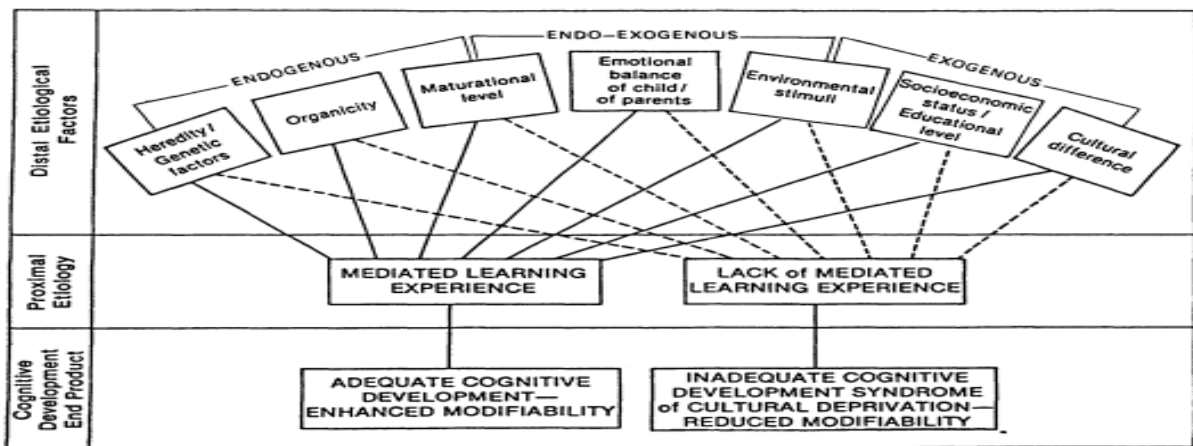 Distal Etiological
Factors
ENDOGENOUS
ENDO-EXOGENOUS
EXOGENOUS
Heredity/
Genetic
factors
Organicity
Maturational
level
Emotional
balance
of child/
of parents
Environmental
stimuli
Socioeconomic
status/
Educational
level
Cultural
difference
Proximal
Etiology
MEDIATED LEARNING
EXPERIENCE
LACK of MEDIATED
LEARNING EXPERIENCE
Cognitive
Development
End Product
ADEQUATE COGNITIVE
DEVELOPMENT—
ENHANCED MODIFIABILITY
INADEQUATE COGNITIVE
DEVELOPMENT SYNDROME
of CULTURAL DEPRIVATION—
REDUCED MODIFIABILITY